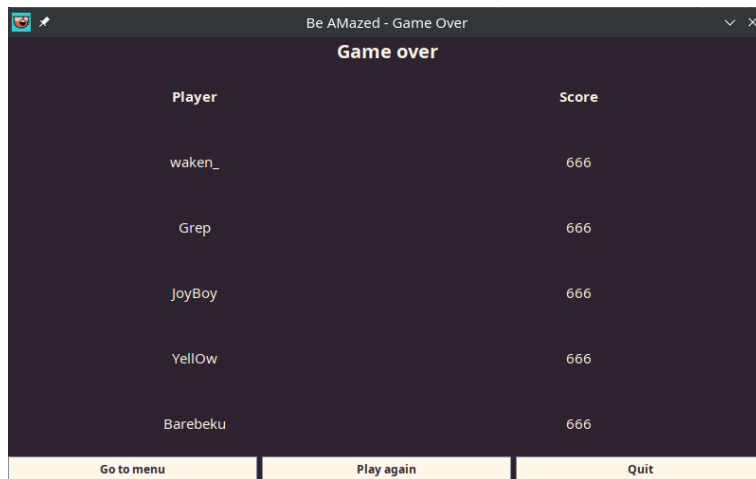 Be AMazed - Game Over
Game over
Player Score
waken_ 666
Grep 666
JoyBoy 666
YellOw 666
Barebeku 666
Go to menu Play again Quit